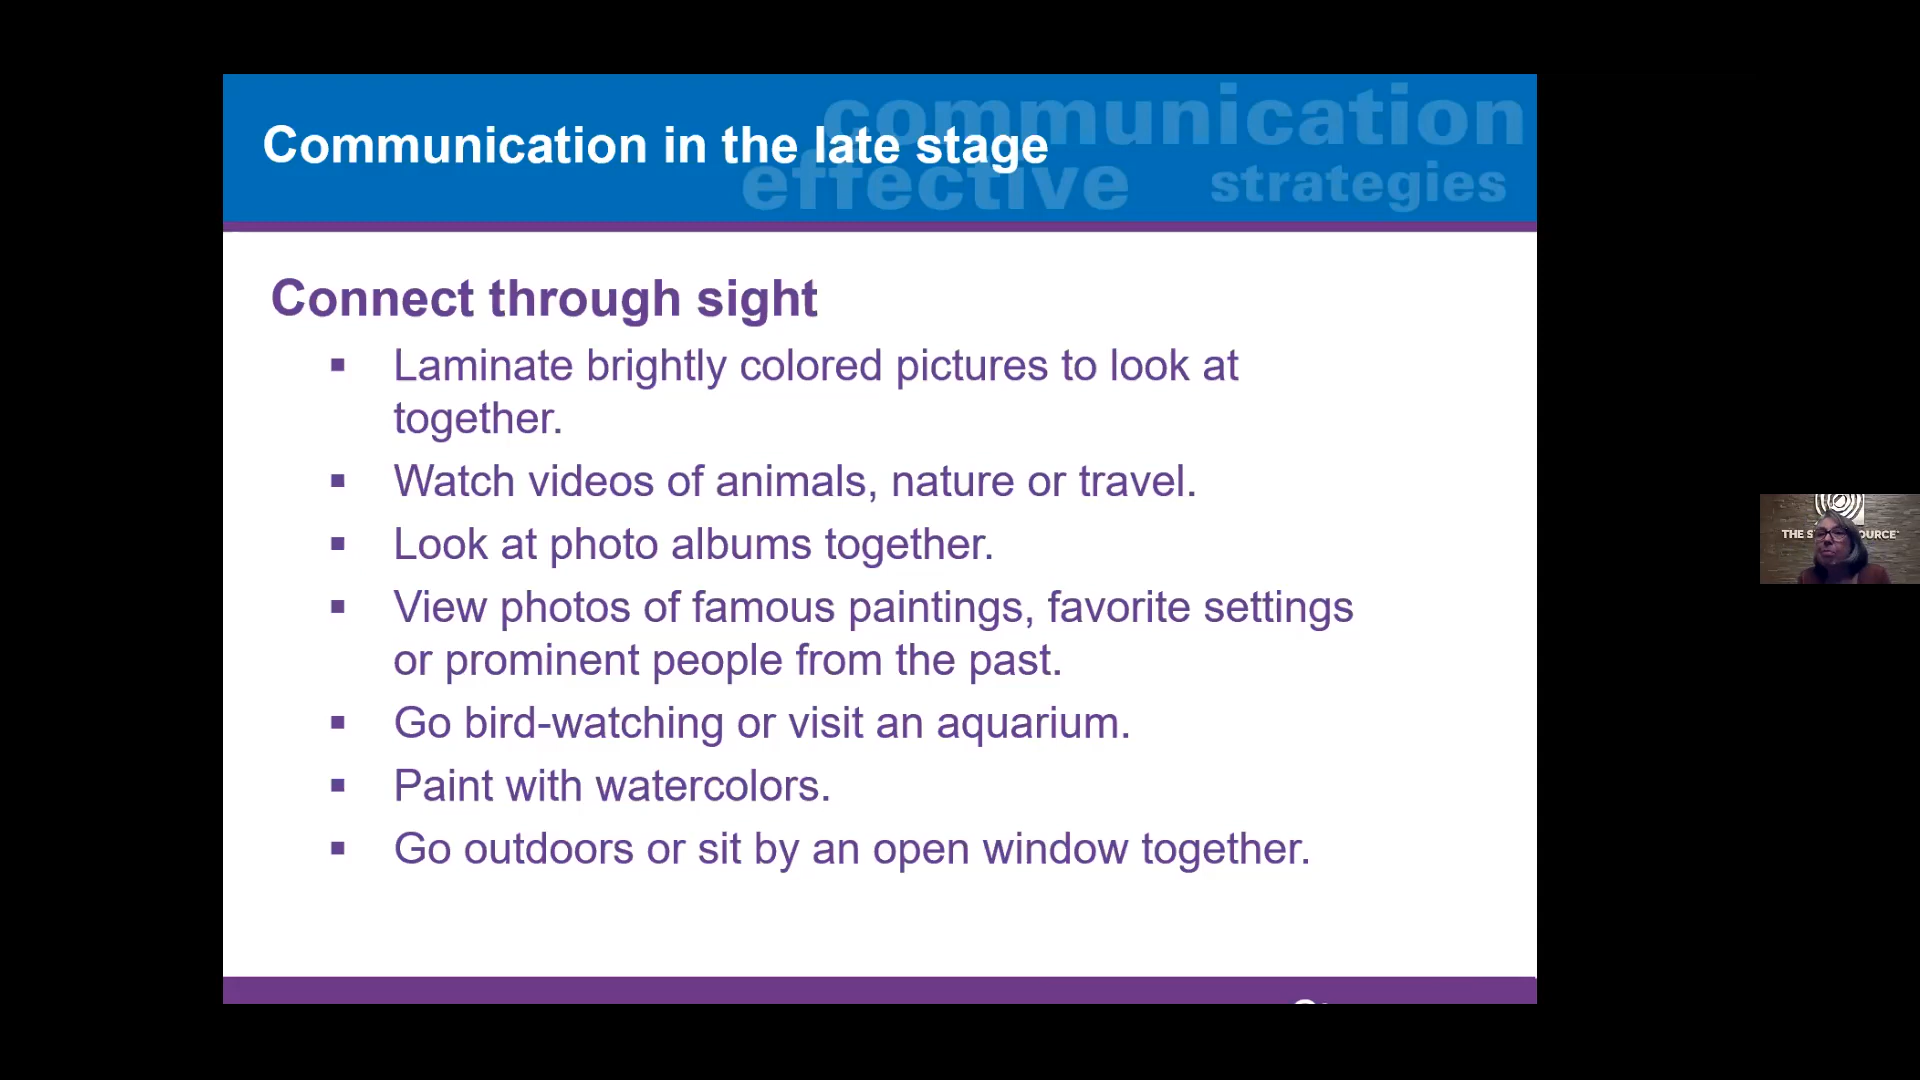 communication
Communication in the late stage
effective strategies
Connect through sight
▪ Laminate brightly colored pictures to look at
together.
▪ Watch videos of animals, nature or travel.
▪ Look at photo albums together.
▪ View photos of famous paintings, favorite settings
or prominent people from the past.
▪ Go bird-watching or visit an aquarium.
▪ Paint with watercolors.
▪ Go outdoors or sit by an open window together.
THE